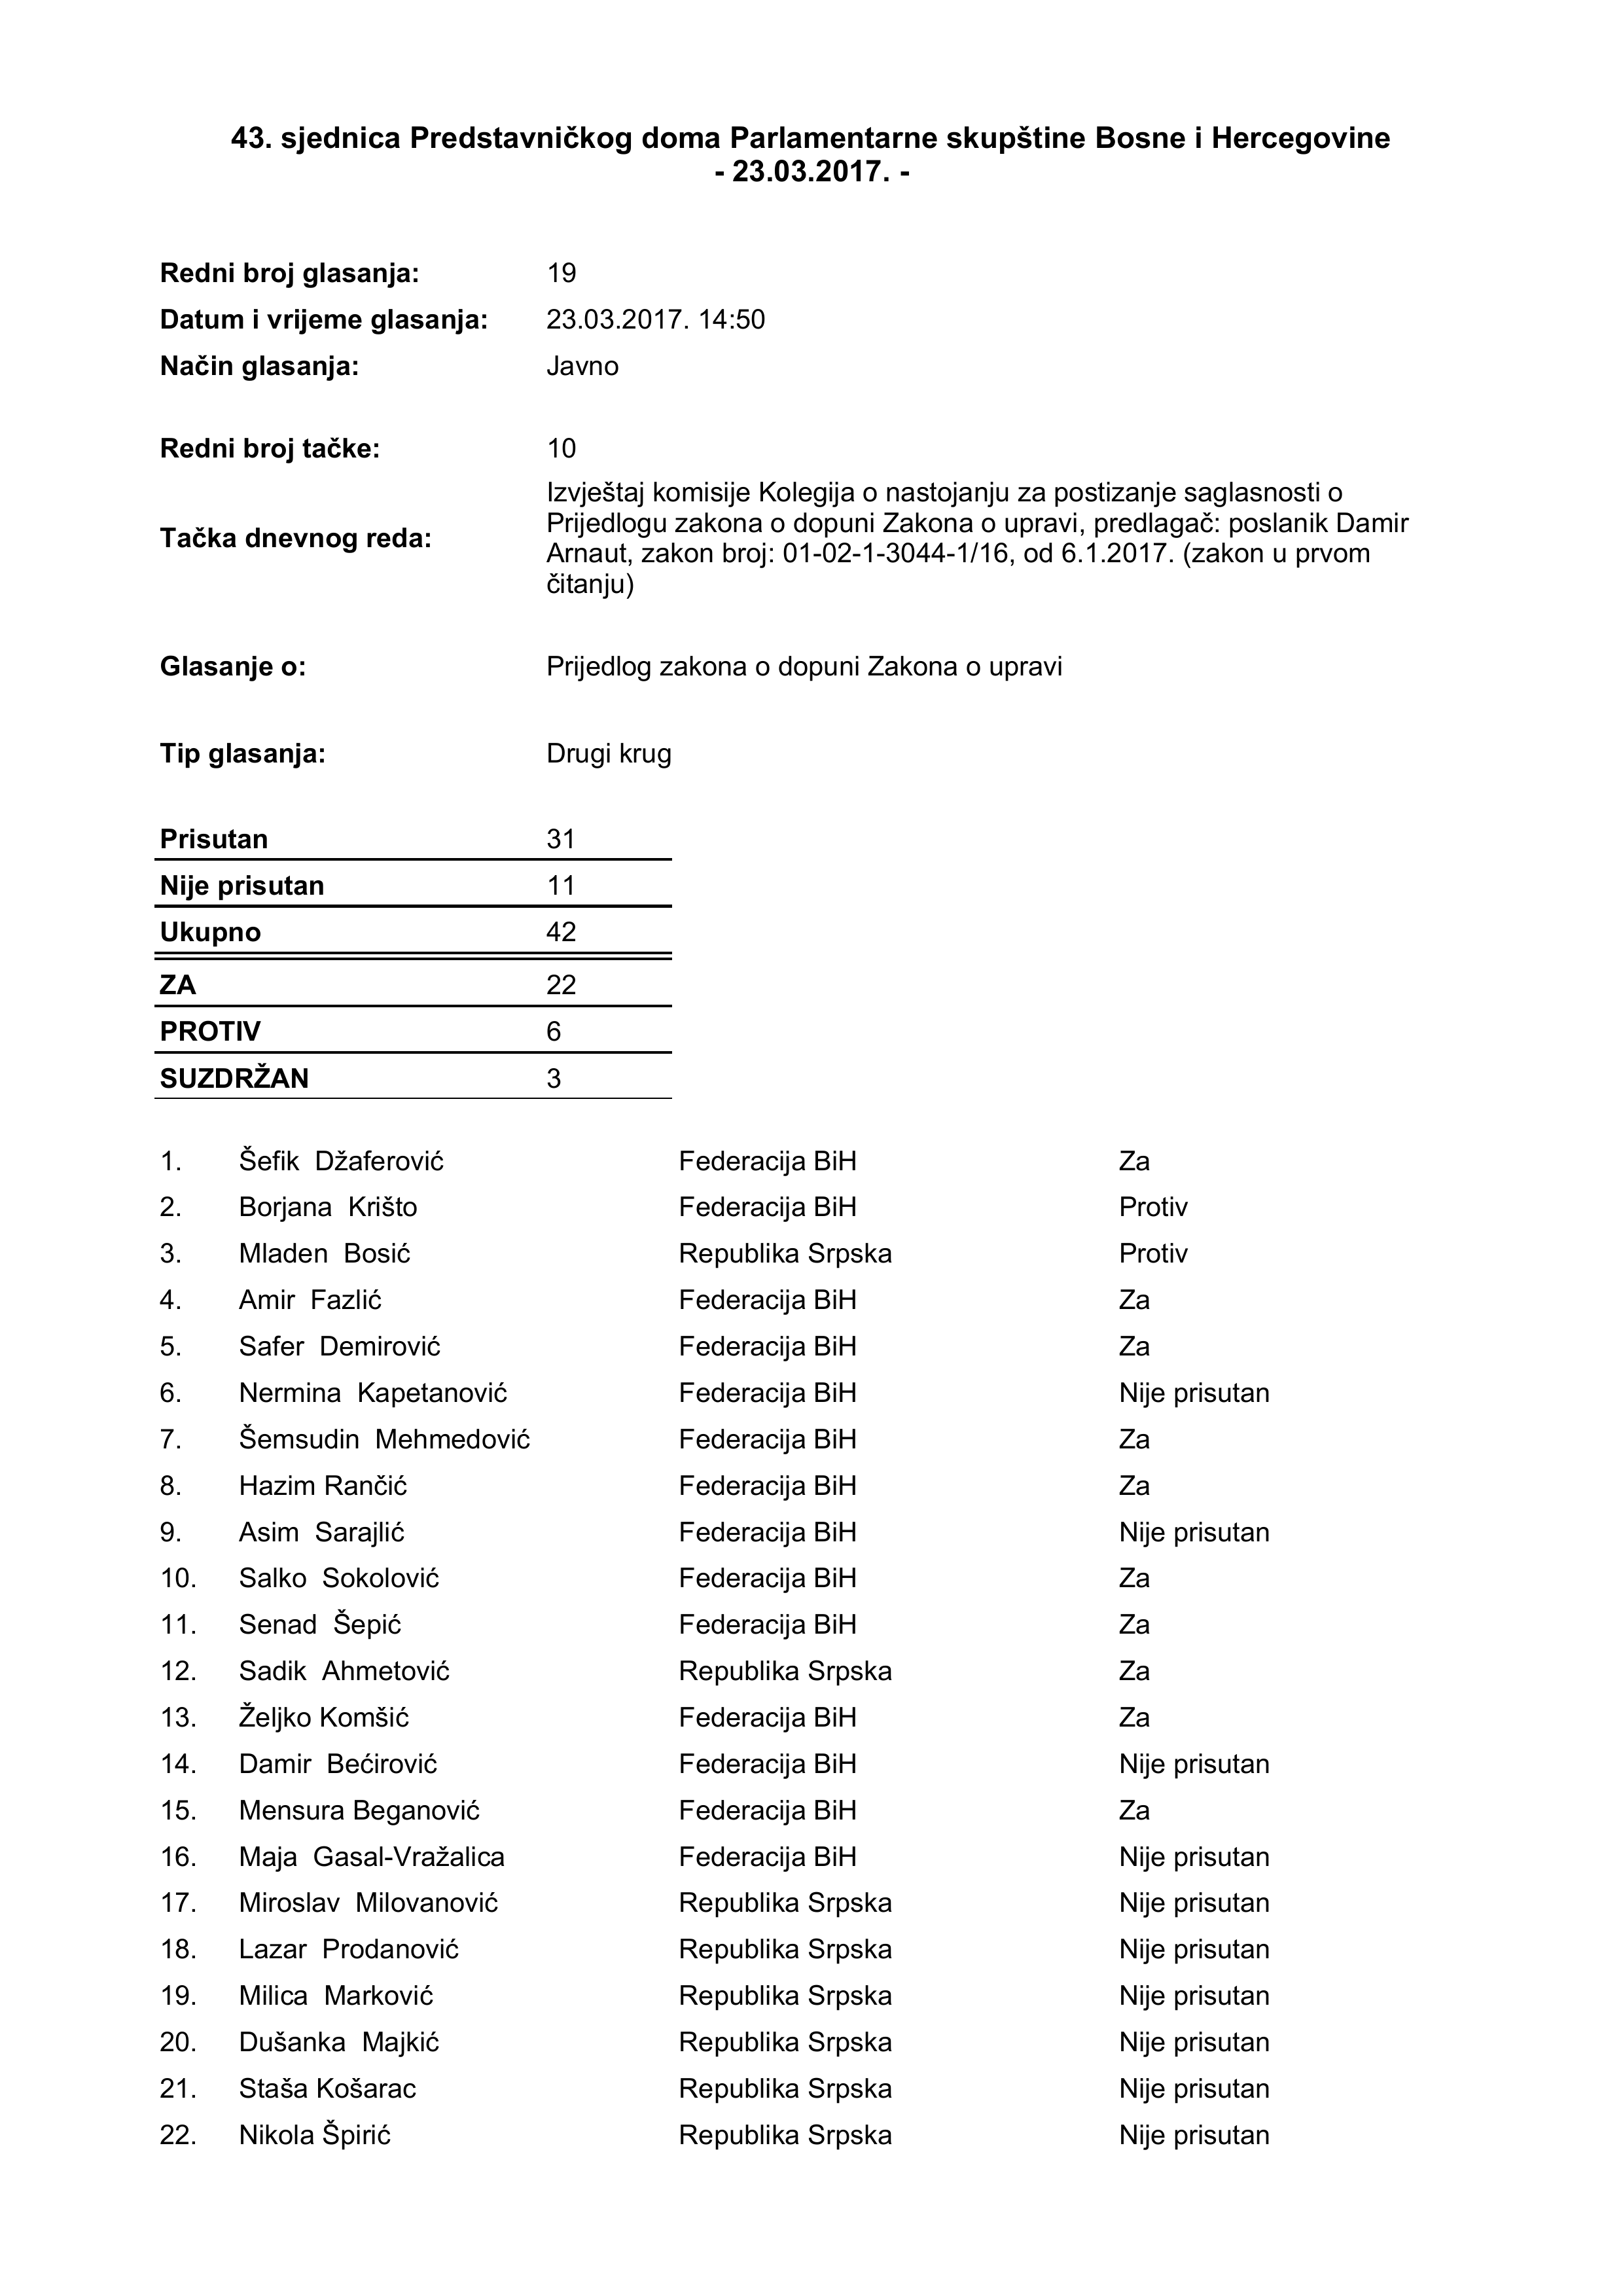 43. sjednica Predstavničkog doma Parlamentarne skupštine Bosne i Hercegovine
- 23.03.2017. -
Redni broj glasanja: 19
Datum i vrijeme glasanja: 23.03.2017. 14:50
Način glasanja: Javno
Redni broj tačke: 10
Tačka dnevnog reda:
Izvještaj komisije Kolegija o nastojanju za postizanje saglasnosti o
Prijedlogu zakona o dopuni Zakona o upravi, predlagač: poslanik Damir
Arnaut, zakon broj: 01-02-1-3044-1/16, od 6.1.2017. (zakon u prvom
čitanju)
Glasanje o: Prijedlog zakona o dopuni Zakona o upravi
Tip glasanja: Drugi krug
Prisutan 31
Nije prisutan 11
Ukupno 42
ZA 22
PROTIV 6
SUZDRŽAN 3
1. Šefik Džaferović Federacija BiH Za
2. Borjana Krišto Federacija BiH Protiv
3. Mladen Bosić Republika Srpska Protiv
4. Amir Fazlić Federacija BiH Za
5. Safer Demirović Federacija BiH Za
6. Nermina Kapetanović Federacija BiH Nije prisutan
7. Šemsudin Mehmedović Federacija BiH Za
8. Hazim Rančić Federacija BiH Za
9. Asim Sarajlić Federacija BiH Nije prisutan
10. Salko Sokolović Federacija BiH Za
11. Senad Šepić Federacija BiH Za
12. Sadik Ahmetović Republika Srpska Za
13. Željko Komšić Federacija BiH Za
14. Damir Bećirović Federacija BiH Nije prisutan
15. Mensura Beganović Federacija BiH Za
16. Maja Gasal-Vražalica Federacija BiH Nije prisutan
17. Miroslav Milovanović Republika Srpska Nije prisutan
18. Lazar Prodanović Republika Srpska Nije prisutan
19. Milica Marković Republika Srpska Nije prisutan
20. Dušanka Majkić Republika Srpska Nije prisutan
21. Staša Košarac Republika Srpska Nije prisutan
22. Nikola Špirić Republika Srpska Nije prisutan